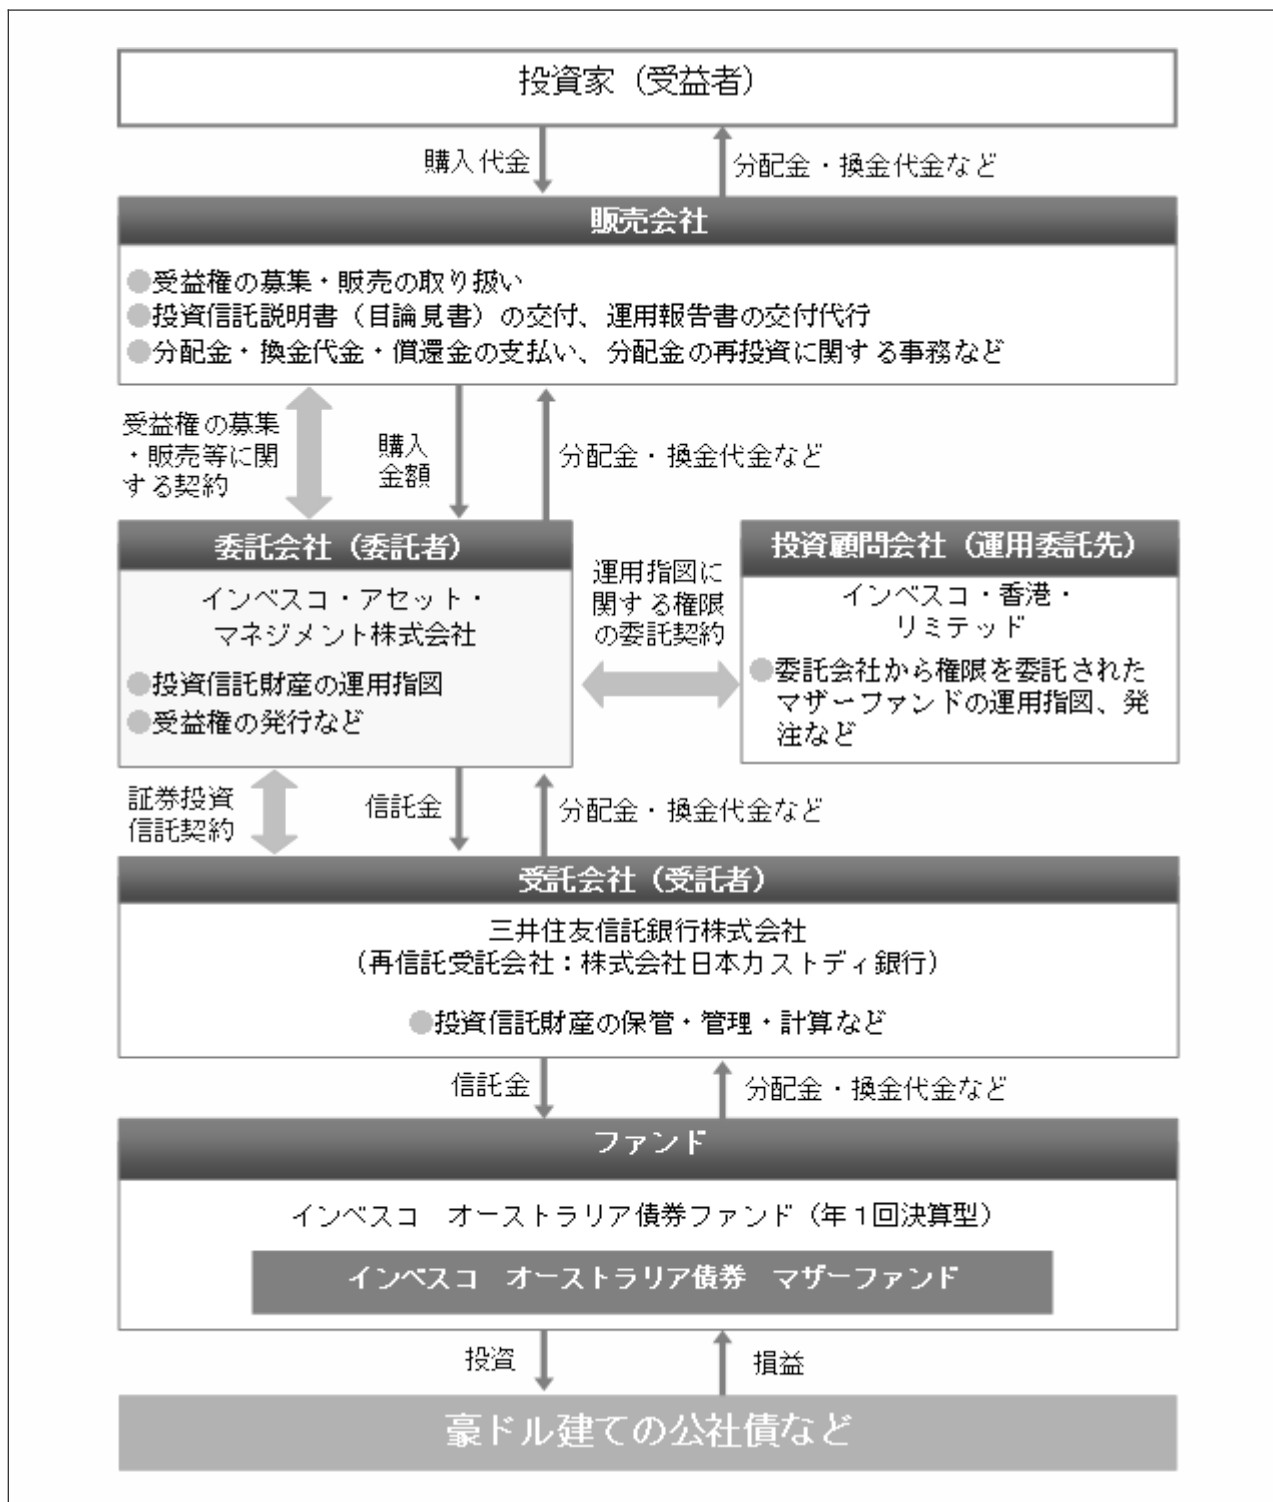 投資家（受益者）
購入代金
分配金・換金代金など
販売会社
●受益権の募集・販売の取り扱い
●投資信託説明書（目論見書）の交付、運用報告書の交付代行
●分配金・換金代金・償還金の支払い、分配金の再投資に関する事務など
受益権の募集
・販売等に関
する契約
購入
金額
分配金・換金代金など
委託会社（委託者）
インベスコ・アセット・
マネジメント株式会社
●投資信託財産の運用指図
●受益権の発行など
運用指図に
関する権限
の委託契約
投資顧問会社（運用委託先）
インベスコ・香港・
リミテッド
●委託会社から権限を委託された
マザーファンドの運用指図、発
注など
証券投資
信託契約
信託金
分配金・換金代金など
受託会社（受託者）
三井住友信託銀行株式会社
（再信託受託会社：株式会社日本カストディ銀行）
●投資信託財産の保管・管理・計算など
信託金
分配金・換金代金など
ファンド
インベスコ　オーストラリア債券ファンド（年１回決算型）
インベスコ　オーストラリア債券　マザーファンド
投資
損益
豪ドル建ての公社債など